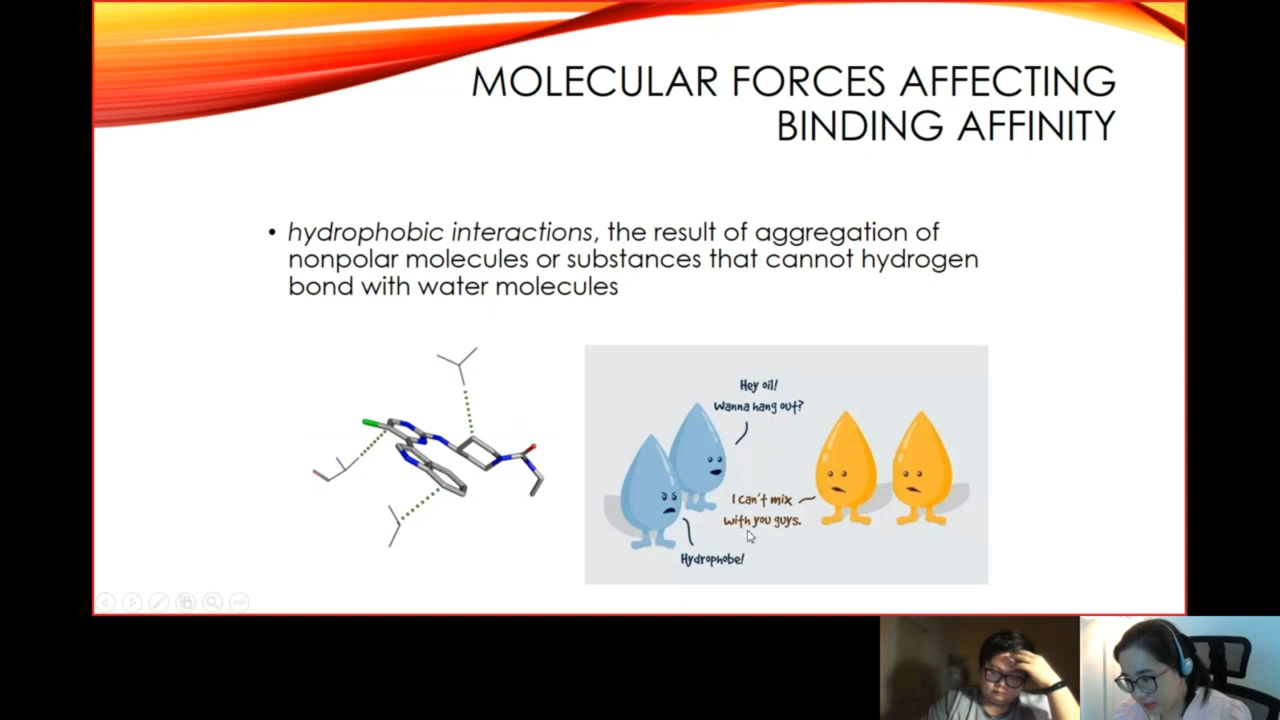 MOLECULAR FORCES AFFECTING
BINDING AFFINITY
• hydrophobic interactions, the result of aggregation of
nonpolar molecules or substances that cannot hydrogen
bond with water molecules
Hey oil!
Wanna hang out?
I can't mix
with you guys.
Hydrophobe!